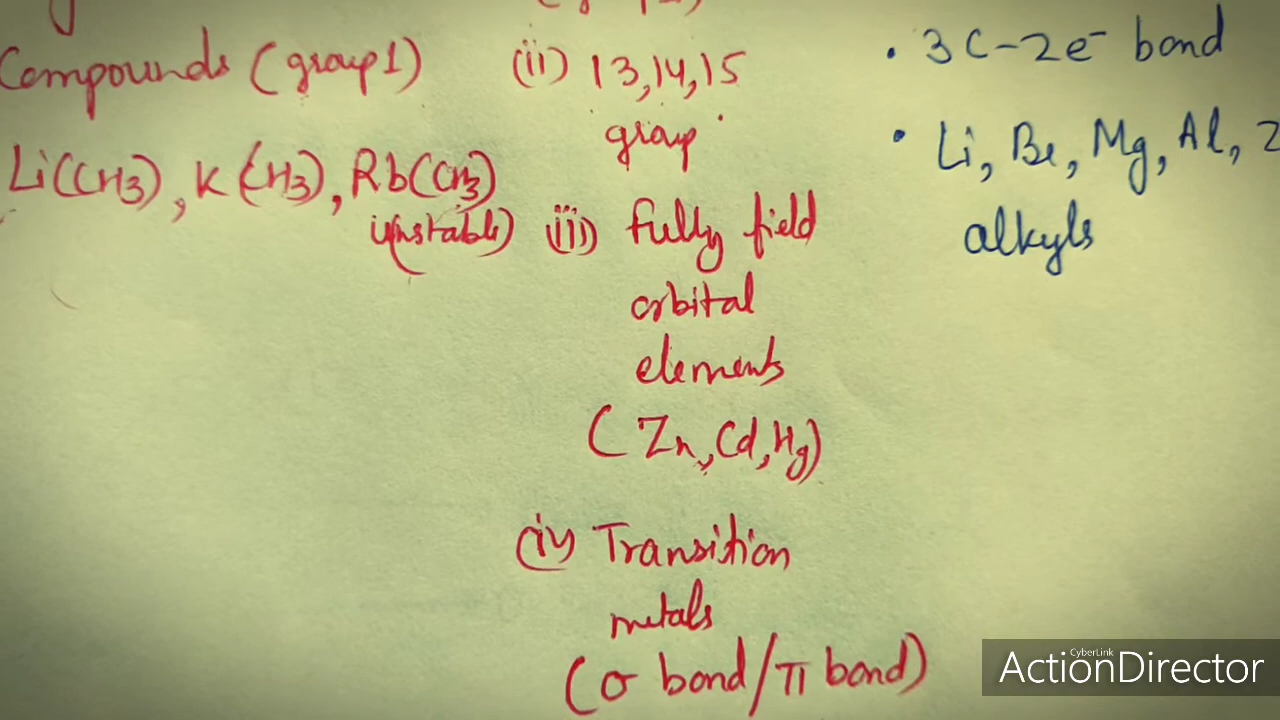 Compounds (group 1)
Li(CH3), K(CH3), Rb(CH3)
(unstable)
(ii) 13,14,15
group
(iii) fully field
orbital
elements
(Zn,Cd,Hg)
(iv) Transition
metals
(σ bond/π bond)
• 3C-2e⁻ bond
• Li, Be, Mg, Al,
alkyls
CyberLink
ActionDirector